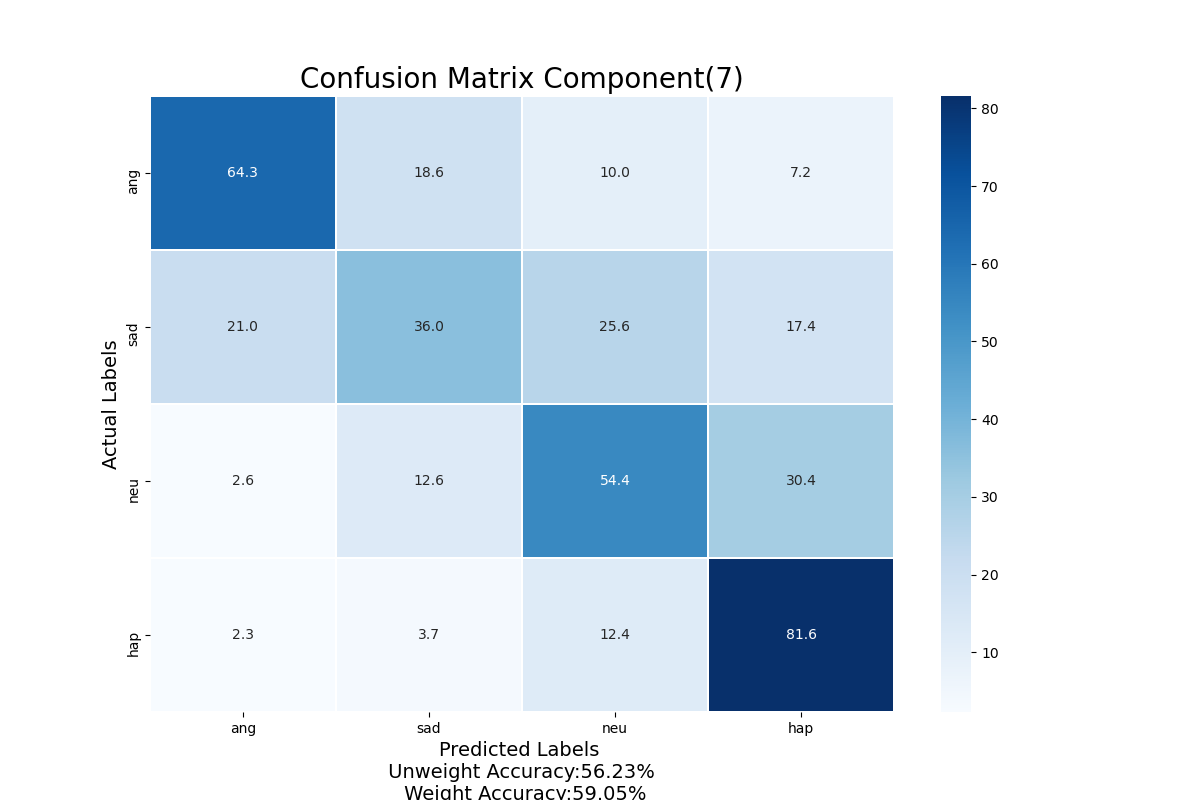 Confusion Matrix Component(7)
ang 64.3 18.6 10.0 7.2
sad 21.0 36.0 25.6 17.4
neu 2.6 12.6 54.4 30.4
hap 2.3 3.7 12.4 81.6
Actual Labels
ang sad neu hap
Predicted Labels
Unweight Accuracy:56.23%
Weight Accuracy:59.05%
80
70
60
50
40
30
20
10